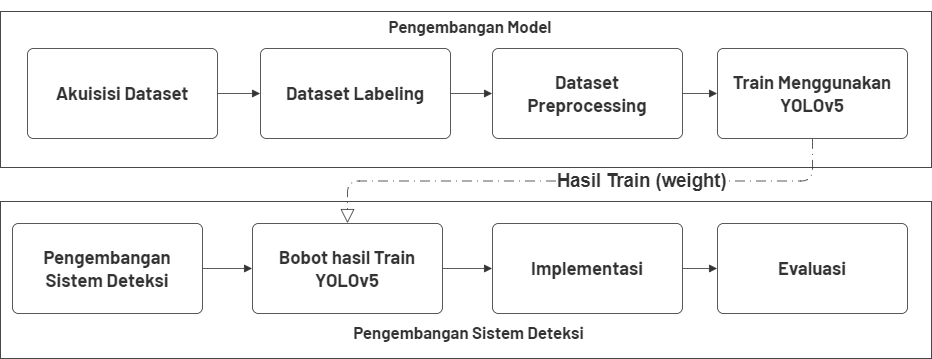 Pengembangan Model
Akuisisi Dataset
Dataset Labeling
Dataset
Preprocessing
Train Menggunakan
YOLOv5
Hasil Train (weight)
Pengembangan
Sistem Deteksi
Bobot hasil Train
YOLOv5
Implementasi
Evaluasi
Pengembangan Sistem Deteksi